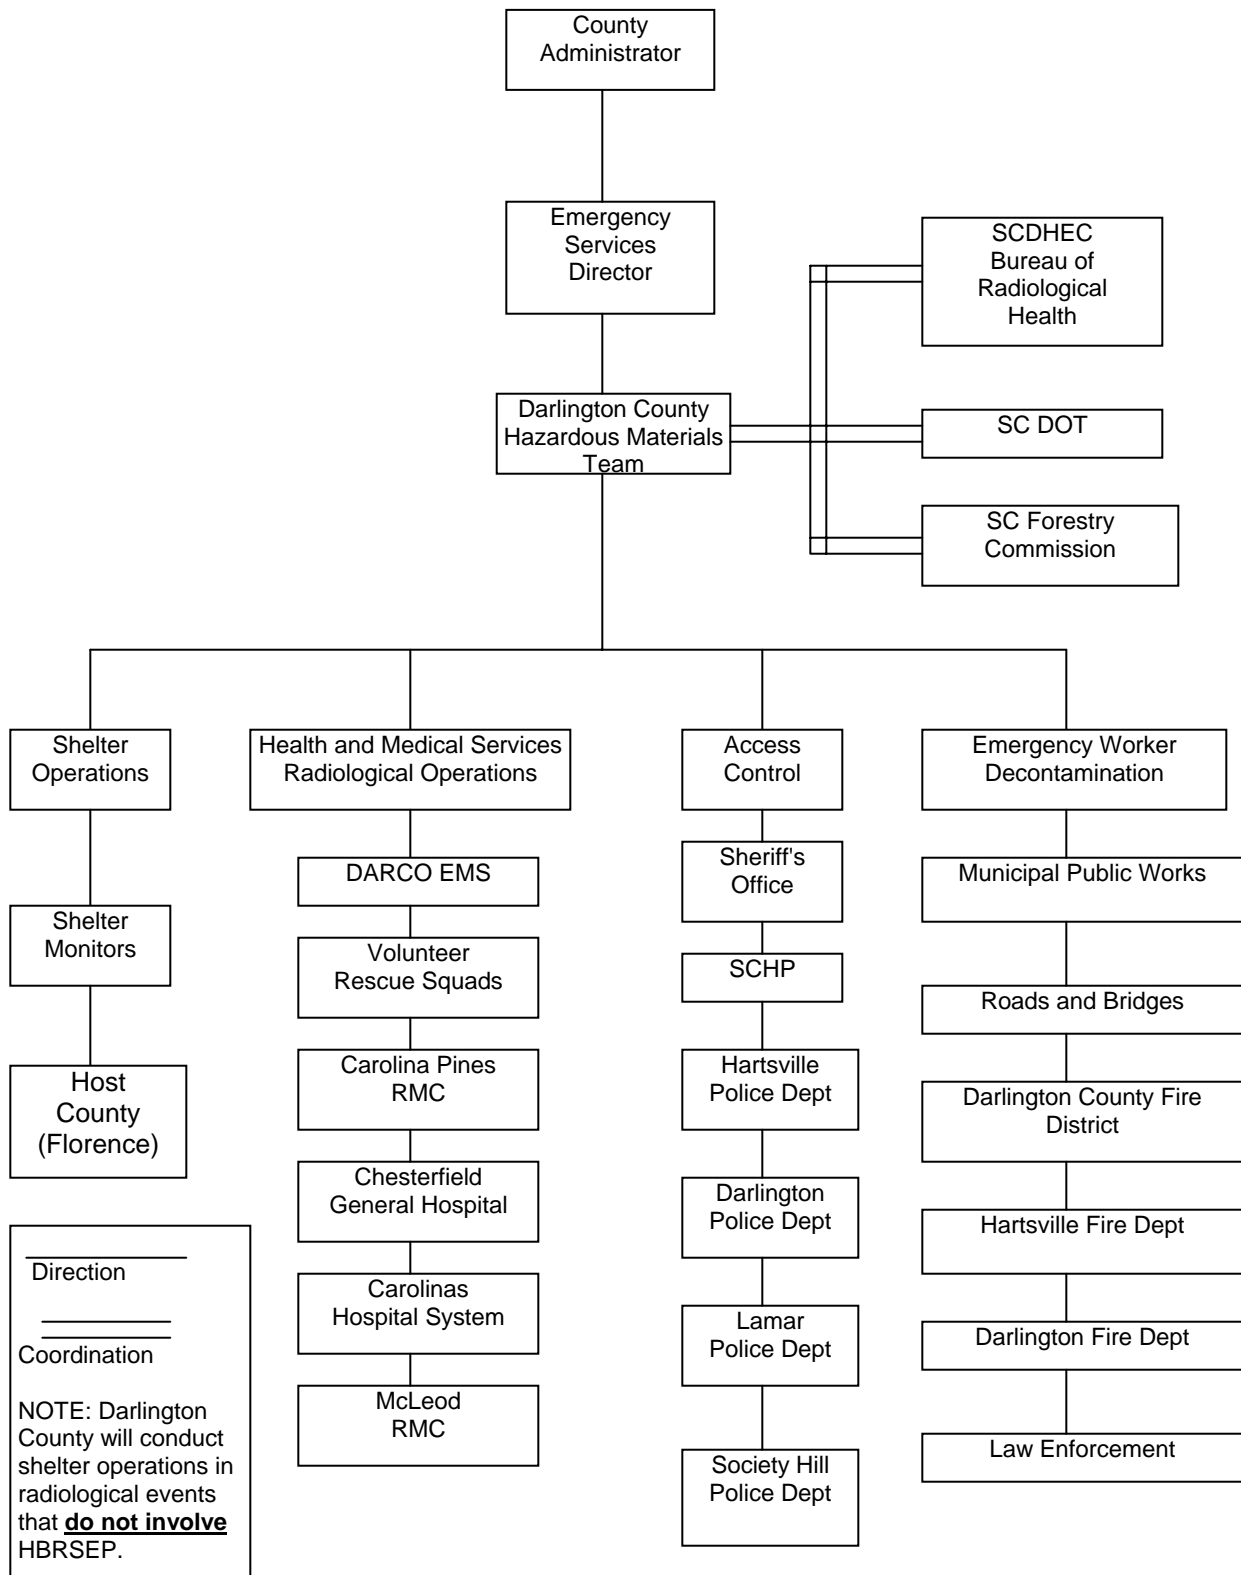 County
Administrator
Emergency
Services
Director
SCDHEC
Bureau of
Radiological
Health
Darlington County
Hazardous Materials
Team
SC DOT
SC Forestry
Commission
Shelter
Operations
Shelter
Monitors
Host
County
(Florence)
Health and Medical Services
Radiological Operations
DARCO EMS
Volunteer
Rescue Squads
Carolina Pines
RMC
Chesterfield
General Hospital
Carolinas
Hospital System
McLeod
RMC
Access
Control
Sheriff's
Office
SCHP
Hartsville
Police Dept
Darlington
Police Dept
Lamar
Police Dept
Society Hill
Police Dept
Emergency Worker
Decontamination
Municipal Public Works
Roads and Bridges
Darlington County Fire
District
Hartsville Fire Dept
Darlington Fire Dept
Law Enforcement
Direction
Coordination
NOTE: Darlington
County will conduct
shelter operations in
radiological events
that do not involve
HBRSEP.